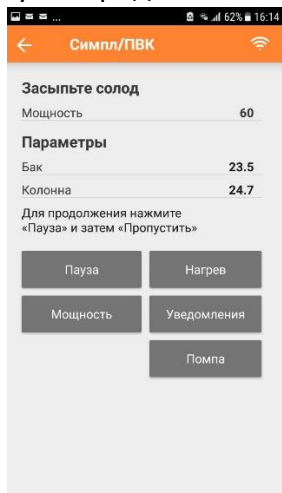 ... 62% 16:14
← Симпл/ПВК
Засыпьте солод
Мощность 60
Параметры
Бак 23.5
Колонна 24.7
Для продолжения нажмите
«Пауза» и затем «Пропустить»
Пауза Нагрев
Мощность Уведомления
Помпа